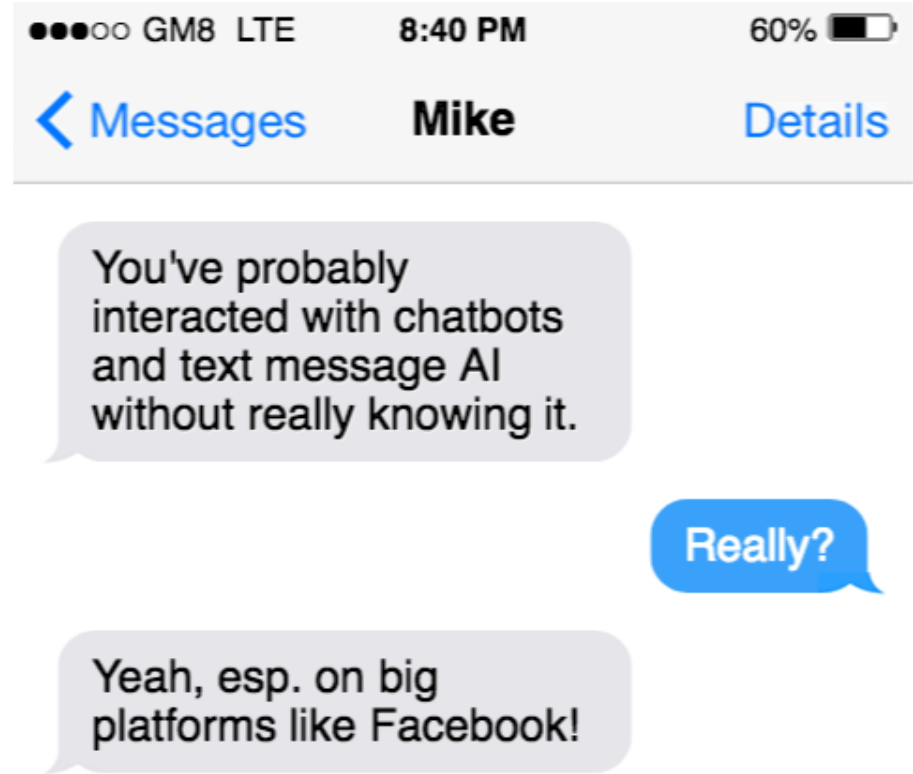 ●●●○○ GM8 LTE 8:40 PM 60%
Messages Mike Details
You've probably
interacted with chatbots
and text message AI
without really knowing it.
Really?
Yeah, esp. on big
platforms like Facebook!